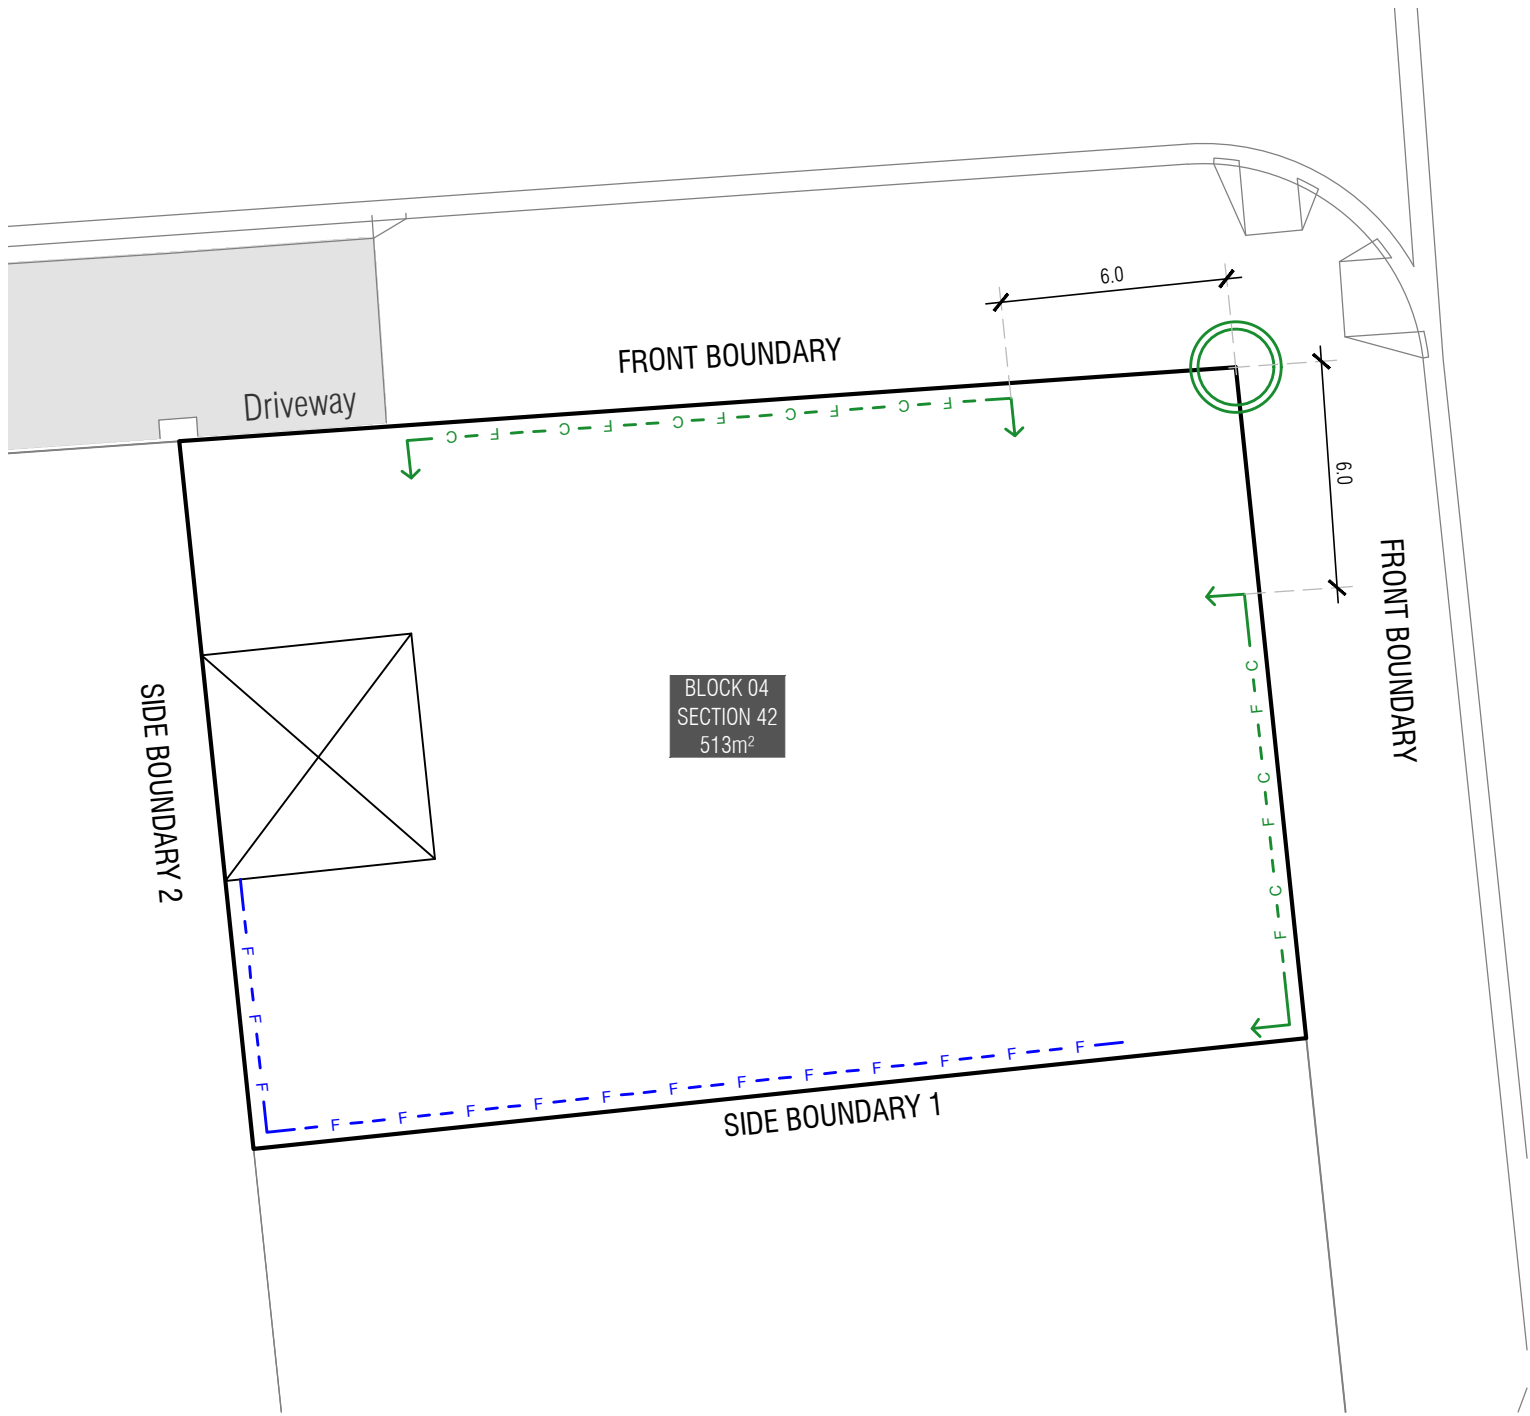 6.0
FRONT BOUNDARY
Driveway
C F C F C F C F C F
6.0
FRONT BOUNDARY
C
F
C
F
C
F
BLOCK 04
SECTION 42
513m²
SIDE BOUNDARY 2
F
F
F
F F F F F F F F F F F F
SIDE BOUNDARY 1